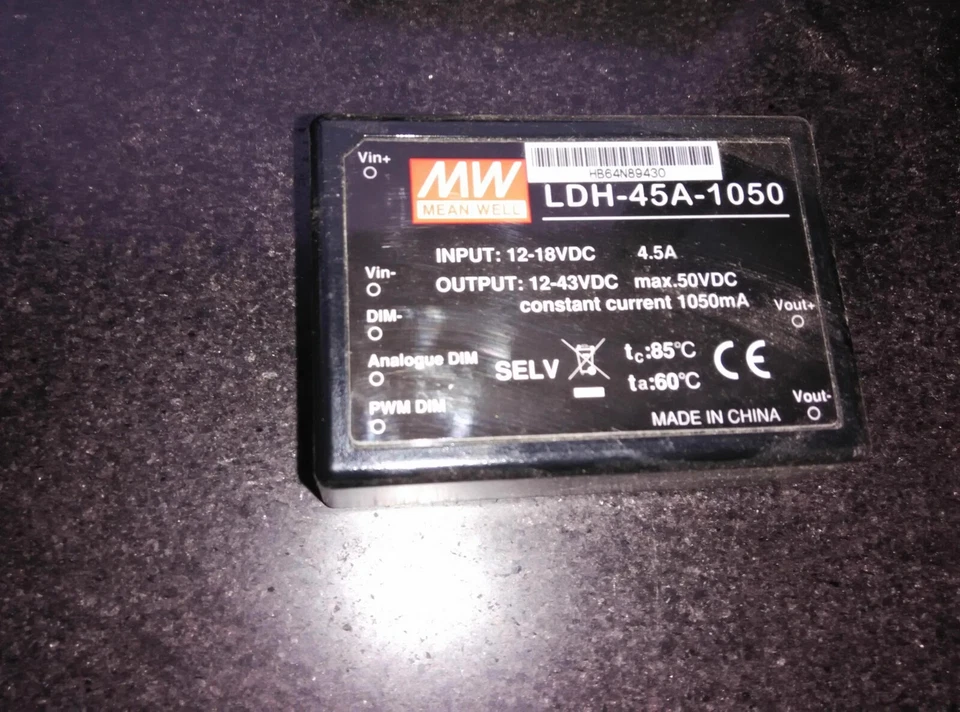 Vin+
MW
MEAN WELL
HB64N89430
LDH-45A-1050
INPUT: 12-18VDC 4.5A
OUTPUT: 12-43VDC max.50VDC
constant current 1050mA
Vin-
DIM-
Analogue DIM
PWM DIM
Vout+
SELV
tc:85℃
ta:60℃
CE
Vout-
MADE IN CHINA